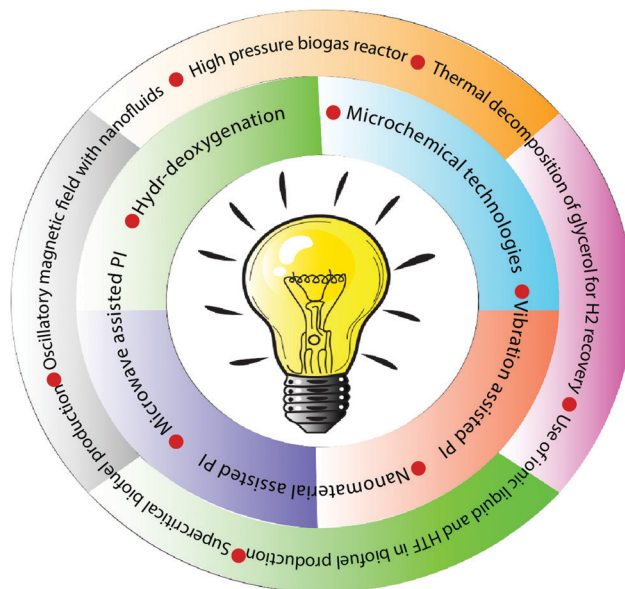 High pressure biogas reactor
Thermal decomposition of glycerol for H2 recovery
Use of ionic liquid and HTF in biofuel production
Supercritical biofuel production
Oscillatory magnetic field with nanofluids
Hydr-deoxygenation
Microchemical technologies
Vibration assisted PI
Nanomaterial assisted PI
Microwave assisted PI